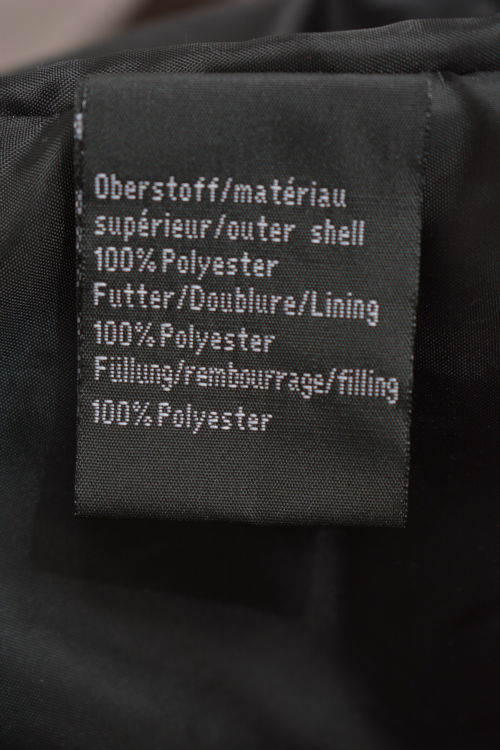 Oberstoff/matériau
supérieur/outer shell
100%Polyester
Futter/Doublure/Lining
100%Polyester
Füllung/rembourrage/filling
100%Polyester